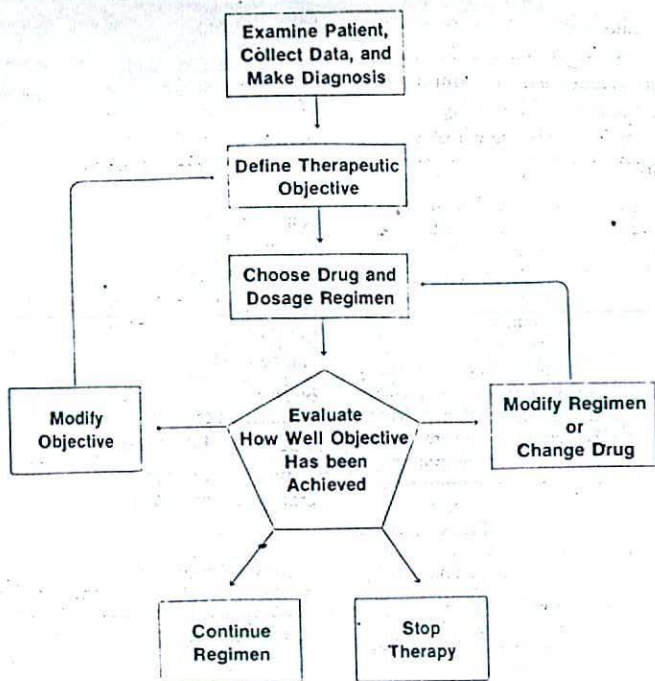 Examine Patient,
Collect Data, and
Make Diagnosis
Define Therapeutic
Objective
Choose Drug and
Dosage Regimen
Modify
Objective
Evaluate
How Well Objective
Has been
Achieved
Modify Regimen
or
Change Drug
Continue
Regimen
Stop
Therapy